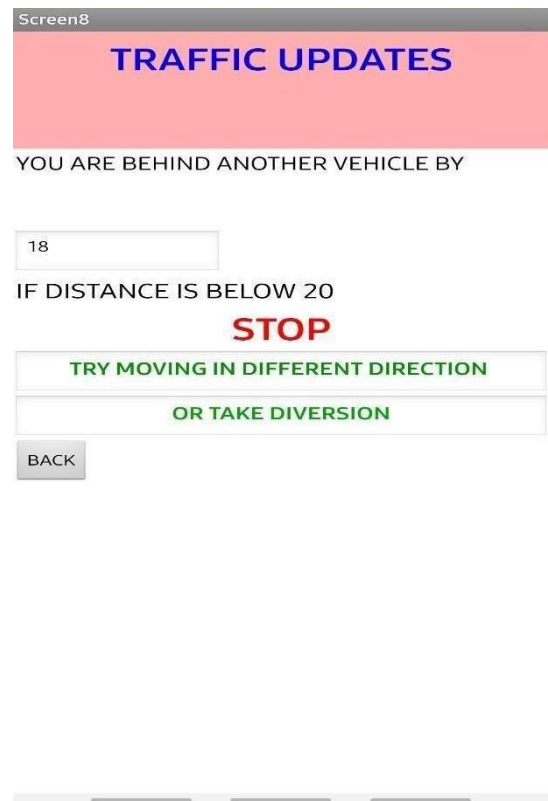 Screen8
TRAFFIC UPDATES
YOU ARE BEHIND ANOTHER VEHICLE BY
18
IF DISTANCE IS BELOW 20
STOP
TRY MOVING IN DIFFERENT DIRECTION
OR TAKE DIVERSION
BACK